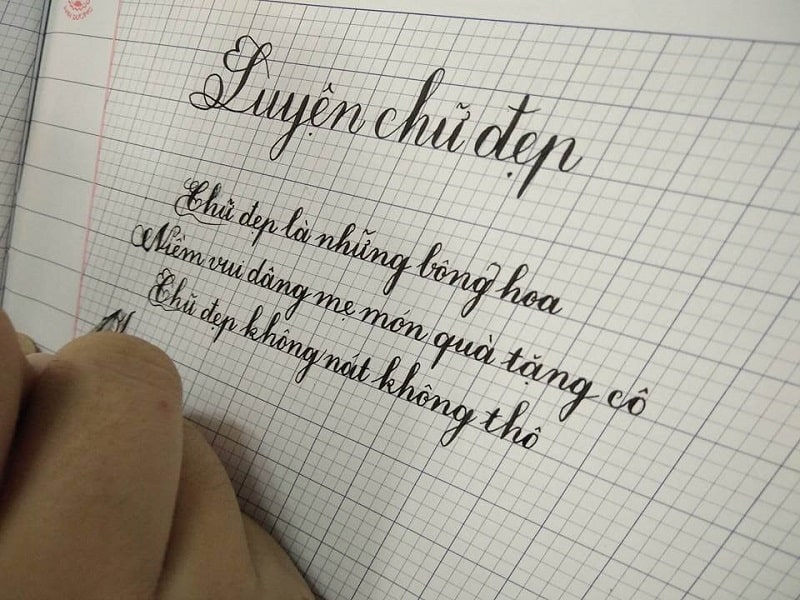 Luyện chữ đẹp
Chữ đẹp là những bông hoa
Niềm vui dâng mẹ món quà tặng cô
Chữ đẹp không nát không thô